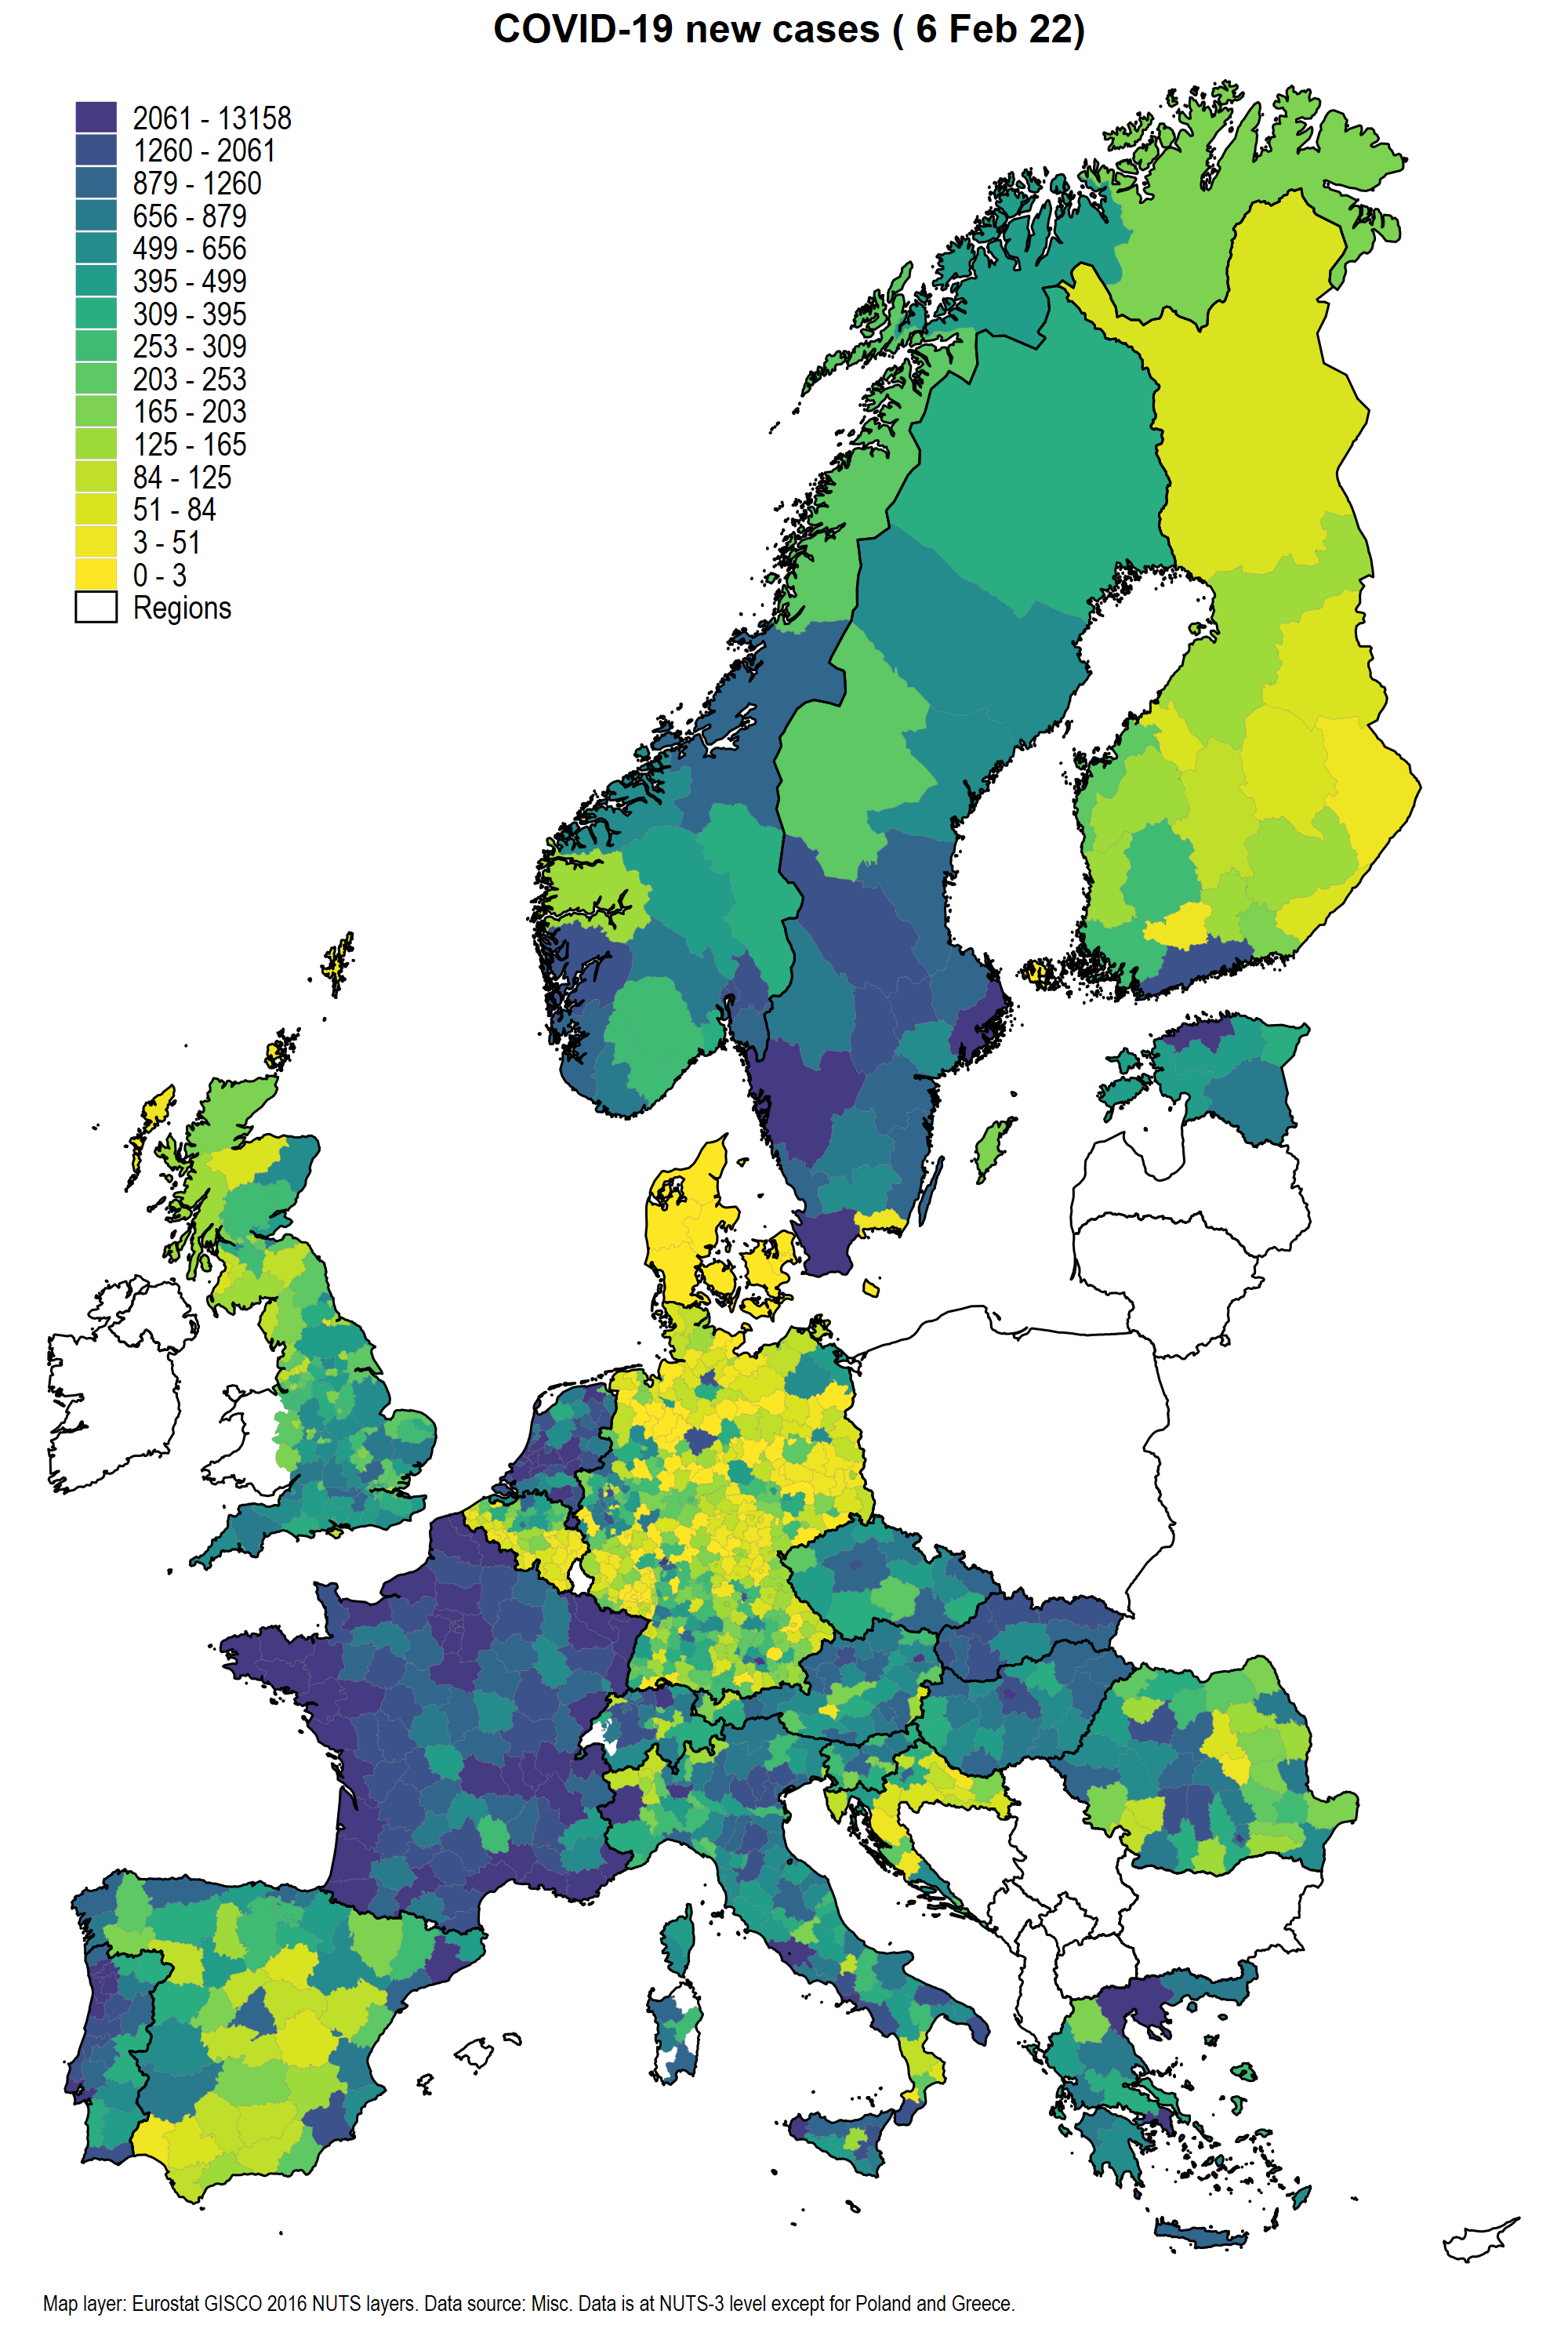 COVID-19 new cases ( 6 Feb 22)
2061 - 13158
1260 - 2061
879 - 1260
656 - 879
499 - 656
395 - 499
309 - 395
253 - 309
203 - 253
165 - 203
125 - 165
84 - 125
51 - 84
3 - 51
0 - 3
Regions
Map layer: Eurostat GISCO 2016 NUTS layers. Data source: Misc. Data is at NUTS-3 level except for Poland and Greece.